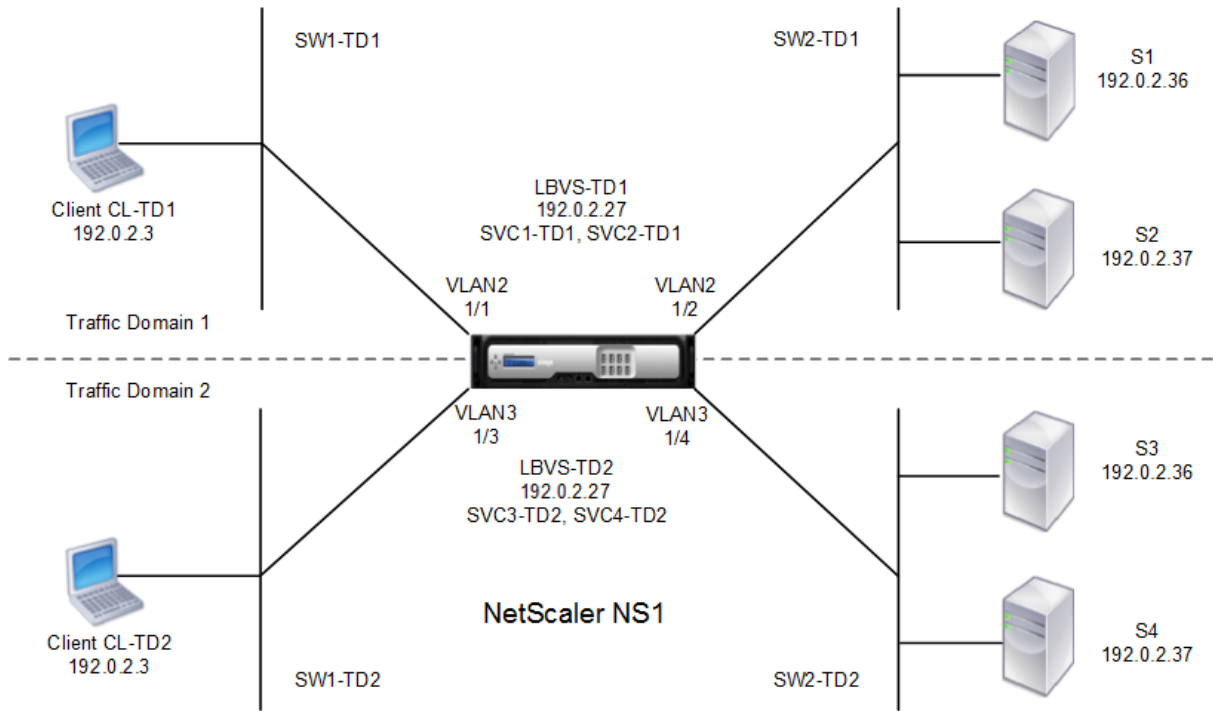 SW1-TD1
SW2-TD1
S1
192.0.2.36
Client CL-TD1
192.0.2.3
LBVS-TD1
192.0.2.27
SVC1-TD1, SVC2-TD1
S2
192.0.2.37
VLAN2
1/1
VLAN2
1/2
Traffic Domain 1
Traffic Domain 2
VLAN3
1/3
VLAN3
1/4
LBVS-TD2
192.0.2.27
SVC3-TD2, SVC4-TD2
S3
192.0.2.36
NetScaler NS1
Client CL-TD2
192.0.2.3
S4
192.0.2.37
SW1-TD2
SW2-TD2